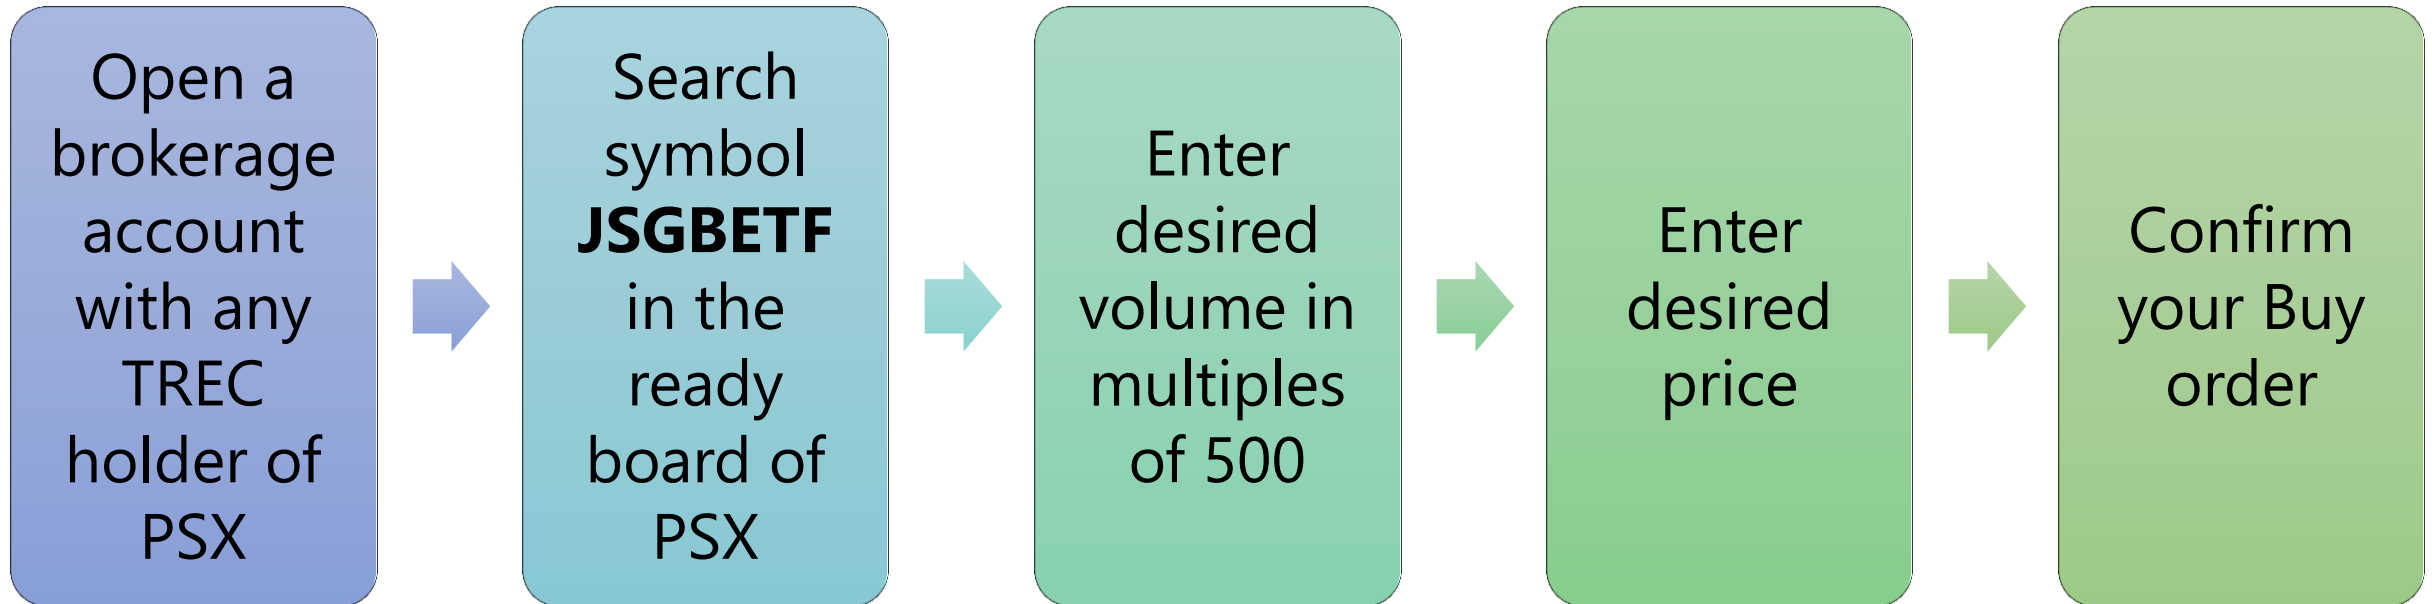 Open a
brokerage
account
with any
TREC
holder of
PSX
Search
symbol
JSGBETF
in the
ready
board of
PSX
Enter
desired
volume in
multiples
of 500
Enter
desired
price
Confirm
your Buy
order